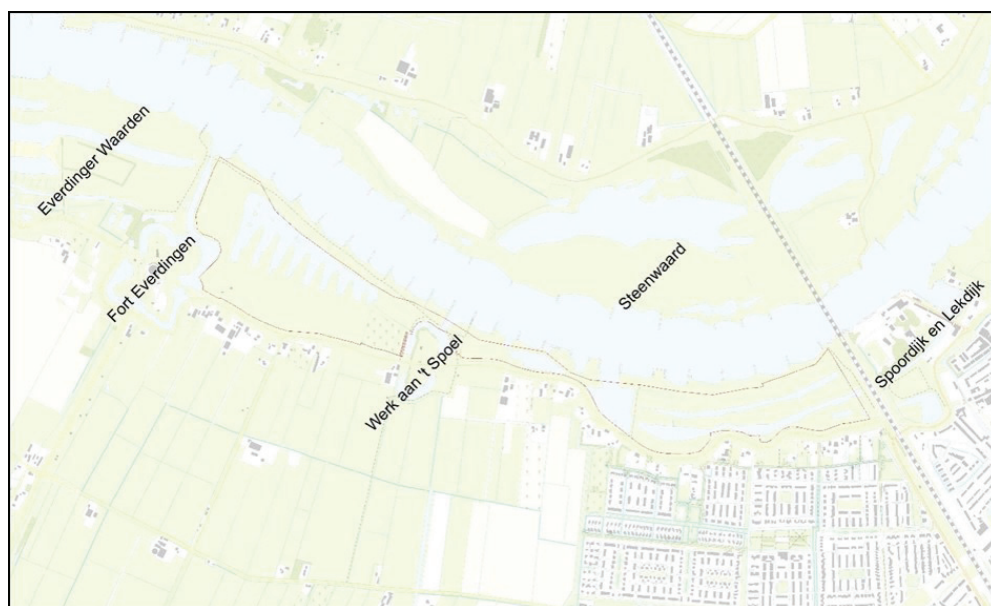 Everdinger Waarden
Fort Everdingen
Werk aan 't Spoel
Steenwaard
Spoordijk en Lekdijk